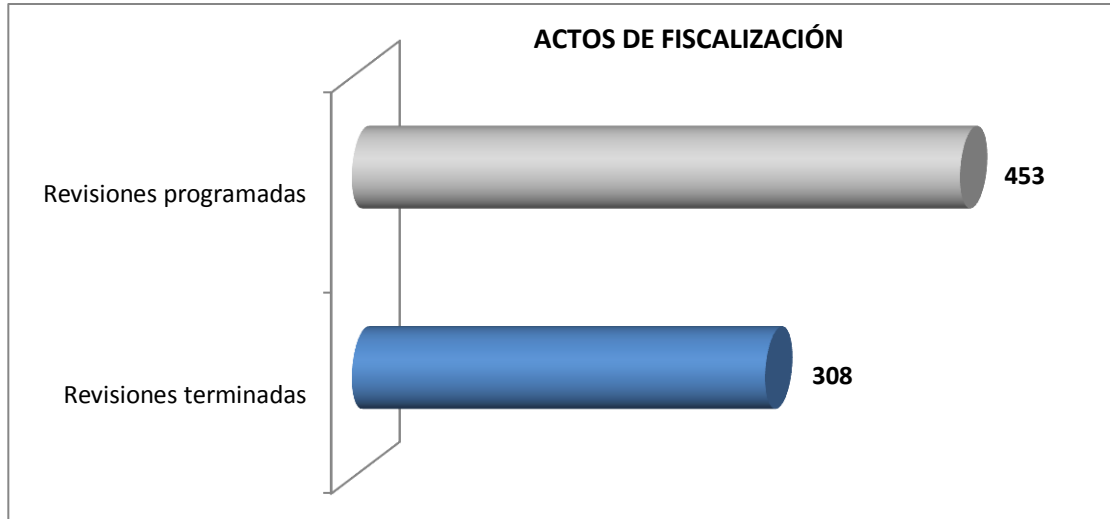 ACTOS DE FISCALIZACIÓN
Revisiones programadas
453
Revisiones terminadas
308